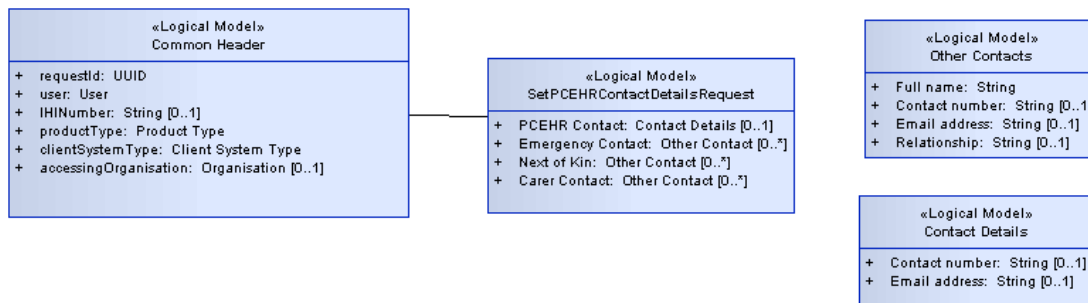 «Logical Model»
Common Header
+ requestId: UUID
+ user: User
+ IHINumber: String [0..1]
+ productType: Product Type
+ clientSystemType: Client System Type
+ accessingOrganisation: Organisation [0..1]
«Logical Model»
SetPCEHRContactDetailsRequest
+ PCEHR Contact: Contact Details [0..1]
+ Emergency Contact: Other Contact [0..*]
+ Next of Kin: Other Contact [0..*]
+ Carer Contact: Other Contact [0..*]
«Logical Model»
Other Contacts
+ Full name: String
+ Contact number: String [0..1
+ Email address: String [0..1]
+ Relationship: String [0..1]
«Logical Model»
Contact Details
+ Contact number: String [0..1]
+ Email address: String [0..1]